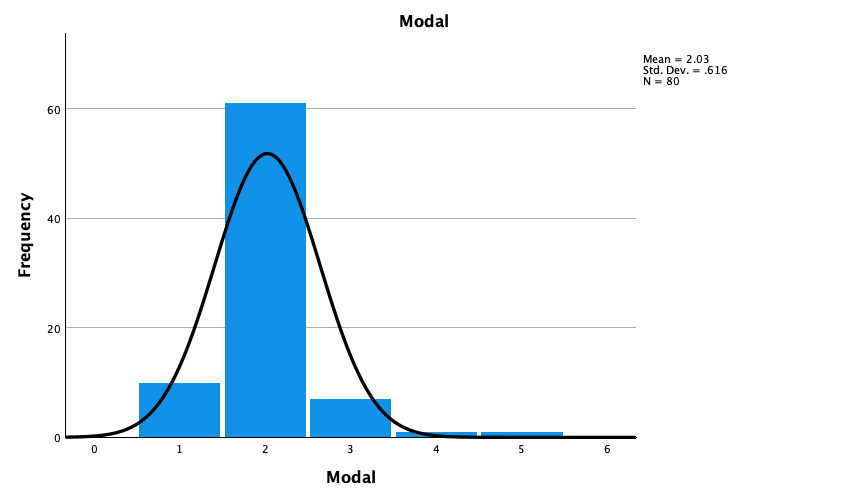 Modal
Mean = 2.03
Std. Dev. = .616
N = 80
60
40
20
0
Frequency
0 1 2 3 4 5 6
Modal